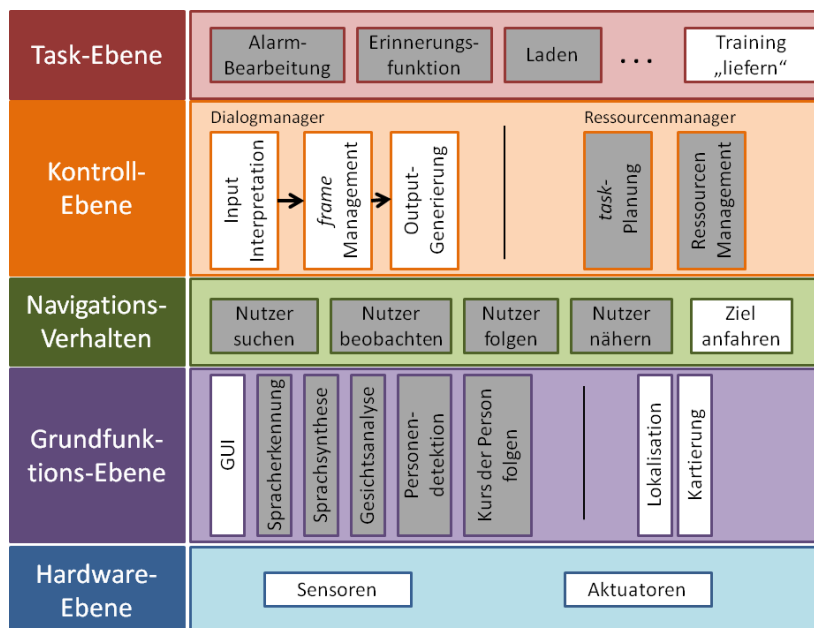 Task-Ebene
Alarm-
Bearbeitung
Erinnerungs-
funktion
Laden
...
Training
„liefern“
Kontroll-
Ebene
Dialogmanager
Input
Interpretation
frame
Management
Output-
Generierung
Ressourcenmanager
task-
Planung
Ressourcen
Management
Navigations-
Verhalten
Nutzer
suchen
Nutzer
beobachten
Nutzer
folgen
Nutzer
nähern
Ziel
anfahren
Grundfunk-
tions-Ebene
GUI
Spracherkennung
Sprachsynthese
Gesichtsanalyse
Personen-
detektion
Kurs der Person
folgen
Lokalisation
Kartierung
Hardware-
Ebene
Sensoren
Aktuatoren